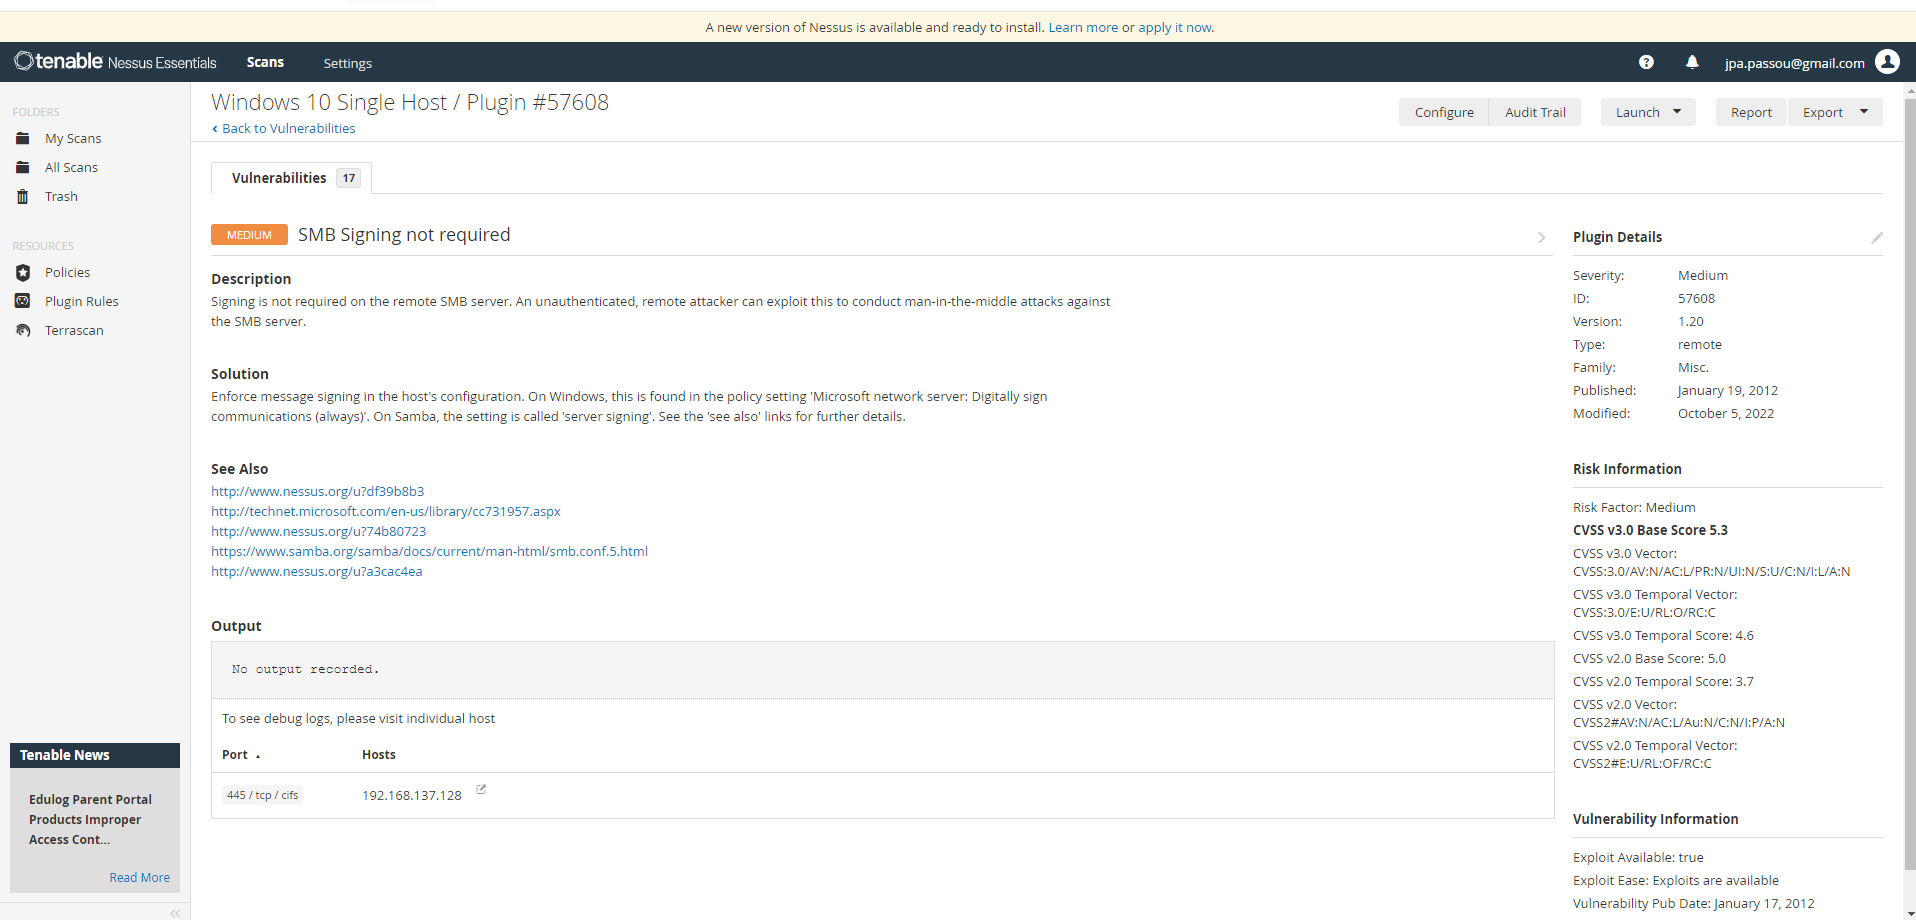 A new version of Nessus is available and ready to install. Learn more or apply it now.
tenable Nessus Essentials
Scans
Settings
?
jpa.passou@gmail.com
FOLDERS
My Scans
All Scans
Trash
RESOURCES
Policies
Plugin Rules
Terrascan
Tenable News
Edulog Parent Portal
Products Improper
Access Cont...
Read More
Windows 10 Single Host / Plugin #57608
‹ Back to Vulnerabilities
Configure
Audit Trail
Launch
Report
Export
Vulnerabilities 17
MEDIUM SMB Signing not required
Description
Signing is not required on the remote SMB server. An unauthenticated, remote attacker can exploit this to conduct man-in-the-middle attacks against
the SMB server.
Solution
Enforce message signing in the host's configuration. On Windows, this is found in the policy setting 'Microsoft network server: Digitally sign
communications (always)'. On Samba, the setting is called 'server signing'. See the 'see also' links for further details.
See Also
http://www.nessus.org/u?df39b8b3
http://technet.microsoft.com/en-us/library/cc731957.aspx
http://www.nessus.org/u?74b80723
https://www.samba.org/samba/docs/current/man-html/smb.conf.5.html
http://www.nessus.org/u?a3cac4ea
Output
No output recorded.
To see debug logs, please visit individual host
Port Hosts
445 / tcp / cifs 192.168.137.128
Plugin Details
Severity: Medium
ID: 57608
Version: 1.20
Type: remote
Family: Misc.
Published: January 19, 2012
Modified: October 5, 2022
Risk Information
Risk Factor: Medium
CVSS v3.0 Base Score 5.3
CVSS v3.0 Vector:
CVSS:3.0/AV:N/AC:L/PR:N/UI:N/S:U/C:N/I:L/A:N
CVSS v3.0 Temporal Vector:
CVSS:3.0/E:U/RL:O/RC:C
CVSS v3.0 Temporal Score: 4.6
CVSS v2.0 Base Score: 5.0
CVSS v2.0 Temporal Score: 3.7
CVSS v2.0 Vector:
CVSS2#AV:N/AC:L/Au:N/C:N/I:P/A:N
CVSS v2.0 Temporal Vector:
CVSS2#E:U/RL:OF/RC:C
Vulnerability Information
Exploit Available: true
Exploit Ease: Exploits are available
Vulnerability Pub Date: January 17, 2012